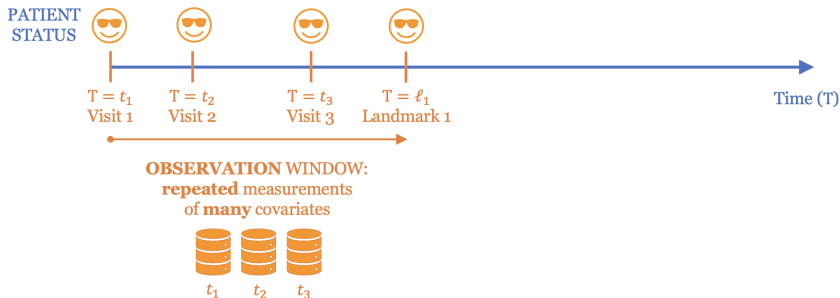 PATIENT
STATUS
T = t₁
Visit 1
T = t₂
Visit 2
T = t₃
Visit 3
T = ℓ₁
Landmark 1
Time (T)
OBSERVATION WINDOW:
repeated measurements
of many covariates
t₁
t₂
t₃